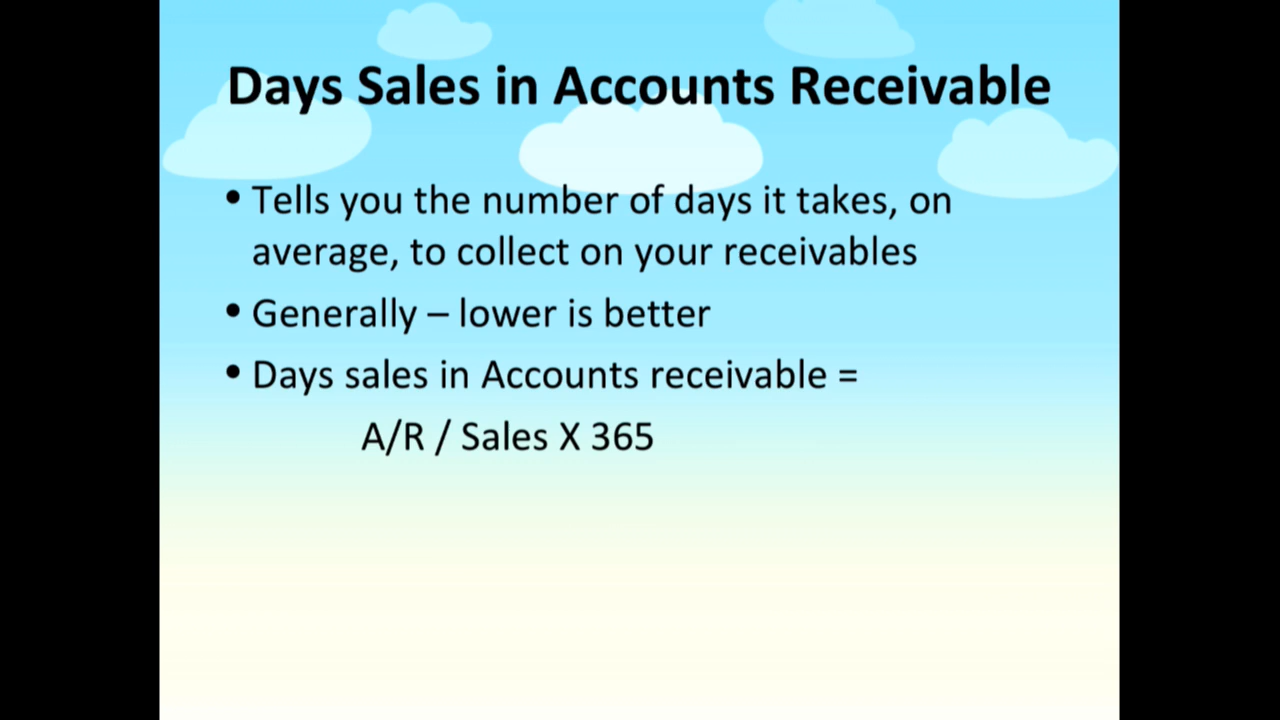 Days Sales in Accounts Receivable
• Tells you the number of days it takes, on
average, to collect on your receivables
• Generally – lower is better
• Days sales in Accounts receivable =
A/R / Sales X 365